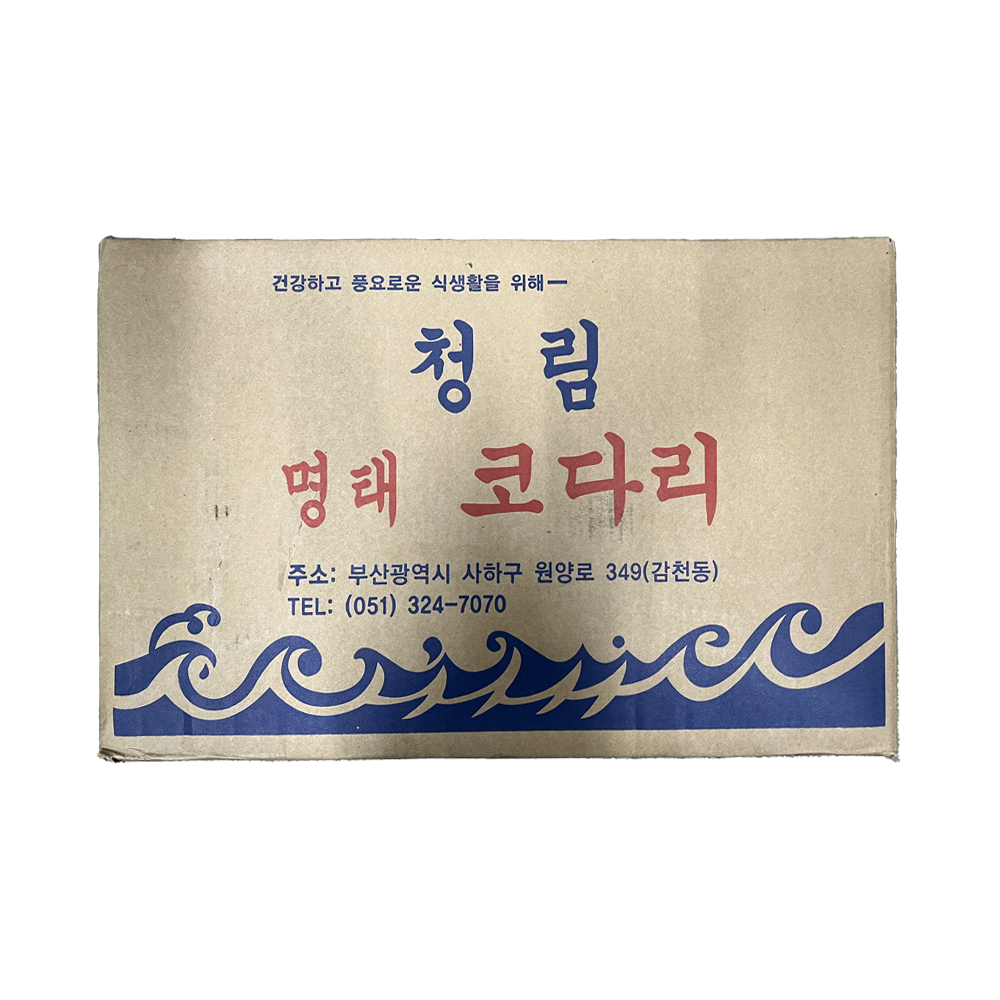 건강하고 풍요로운 식생활을 위해ー
청 림
명태 코다리
주소: 부산광역시 사하구 원양로 349(감천동)
TEL: (051) 324-7070